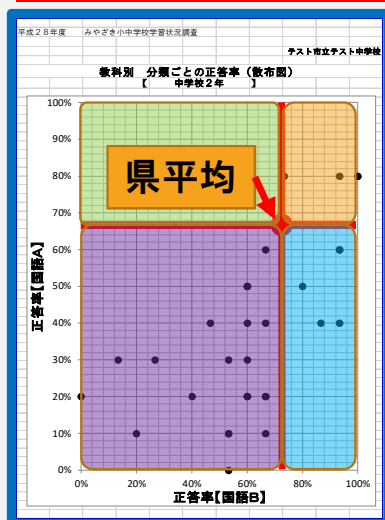 平成28年度 みやざき小中学校学習状況調査
テスト市立テスト中学校
教科別 分類ごとの正答率（散布図）
【 中学校2年 】
100%
90%
80%
70%
60%
50%
40%
30%
20%
10%
0%
正答率【国語A】
県平均
0% 20% 40% 60% 80% 100%
正答率【国語B】